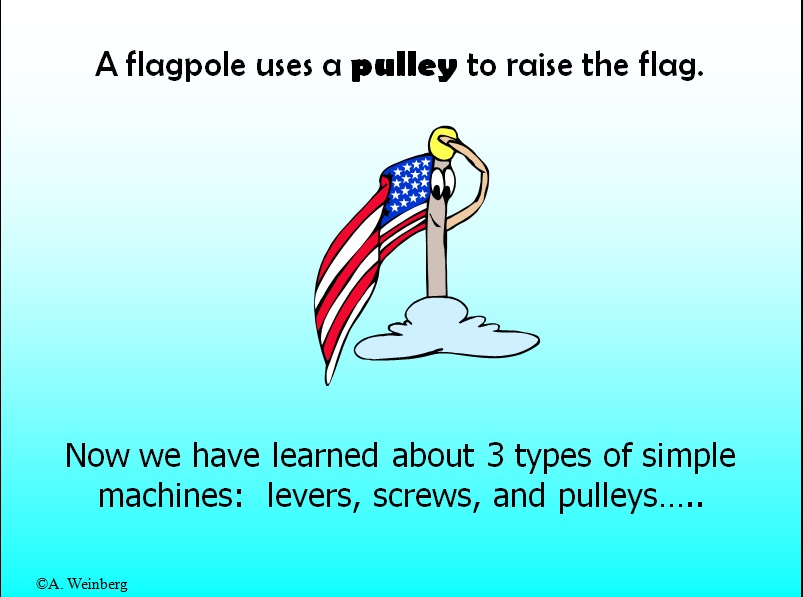 A flagpole uses a pulley to raise the flag.
Now we have learned about 3 types of simple
machines:  levers, screws, and pulleys…..
©A. Weinberg